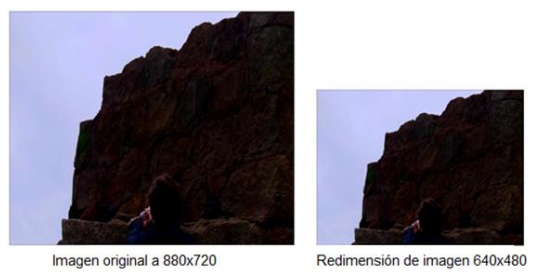 Imagen original a 880x720
Redimensión de imagen 640x480